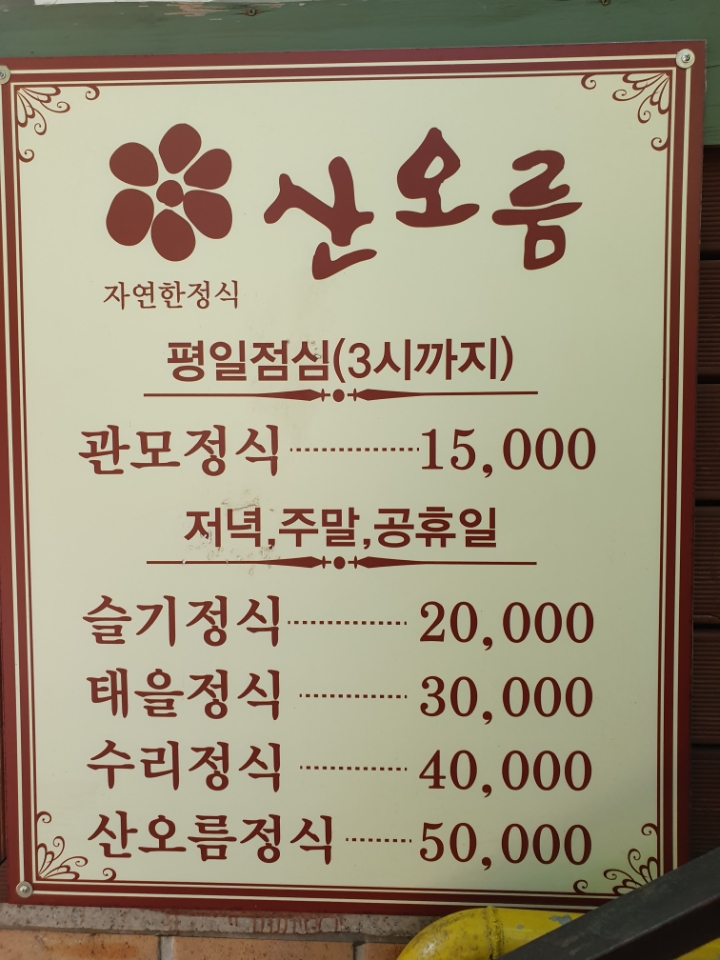 산오름
자연한정식
평일점심(3시까지)
관모정식 15,000
저녁,주말,공휴일
슬기정식 20,000
태을정식 30,000
수리정식 40,000
산오름정식 50,000